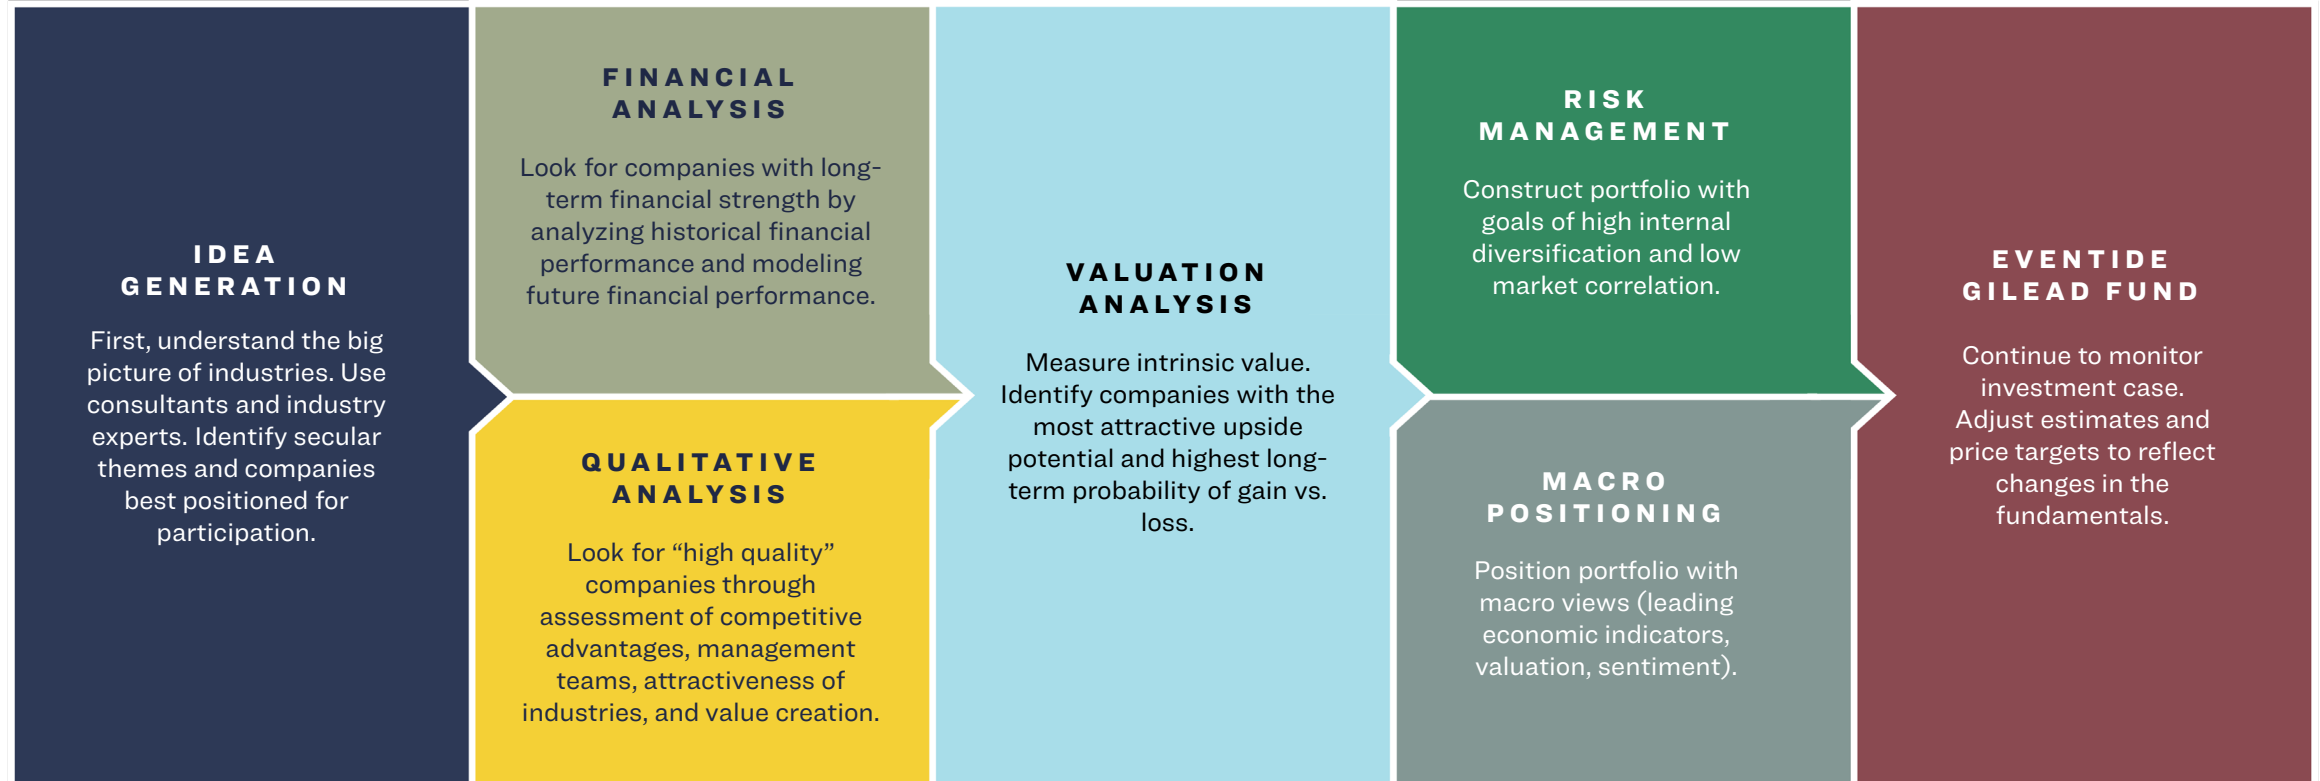 IDEA
GENERATION
First, understand the big
picture of industries. Use
consultants and industry
experts. Identify secular
themes and companies
best positioned for
participation.
FINANCIAL
ANALYSIS
Look for companies with long-
term financial strength by
analyzing historical financial
performance and modeling
future financial performance.
QUALITATIVE
ANALYSIS
Look for “high quality”
companies through
assessment of competitive
advantages, management
teams, attractiveness of
industries, and value creation.
VALUATION
ANALYSIS
Measure intrinsic value.
Identify companies with the
most attractive upside
potential and highest long-
term probability of gain vs.
loss.
RISK
MANAGEMENT
Construct portfolio with
goals of high internal
diversification and low
market correlation.
MACRO
POSITIONING
Position portfolio with
macro views (leading
economic indicators,
valuation, sentiment).
EVENTIDE
GILEAD FUND
Continue to monitor
investment case.
Adjust estimates and
price targets to reflect
changes in the
fundamentals.